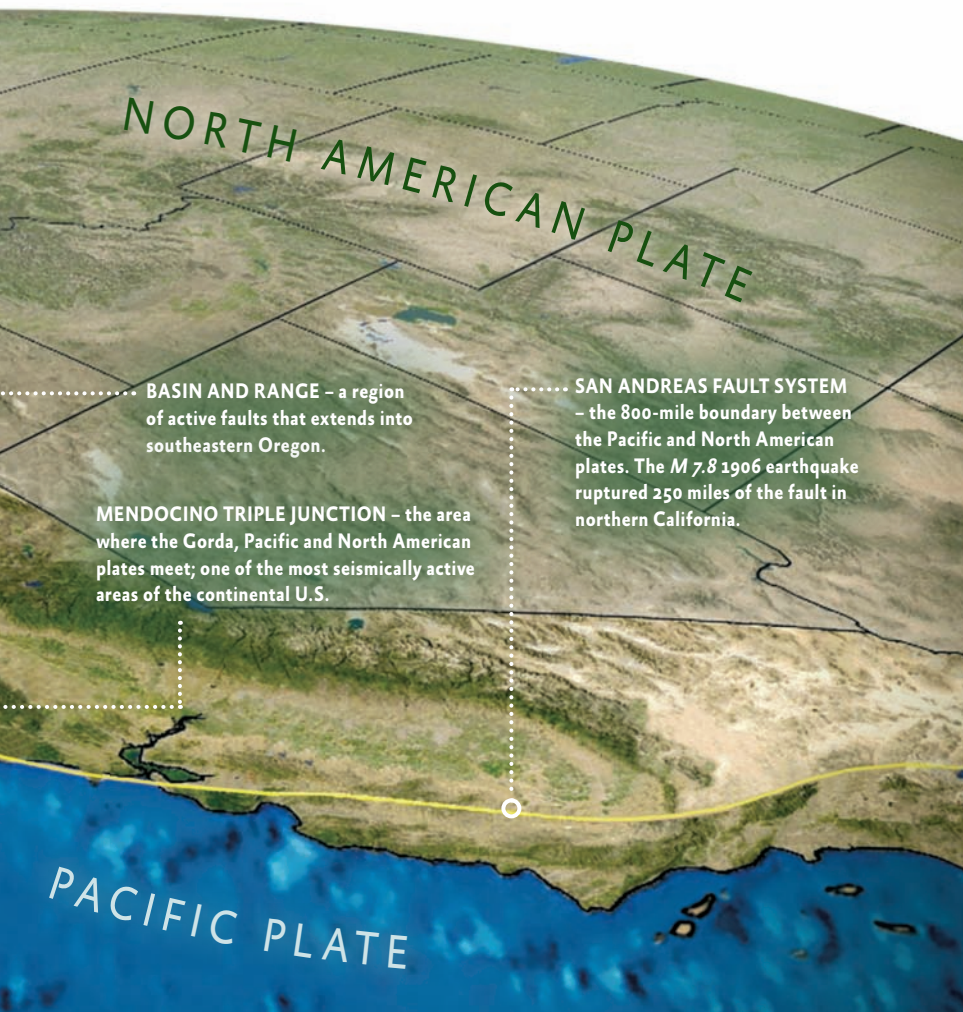 NORTH AMERICAN PLATE
BASIN AND RANGE – a region
of active faults that extends into
southeastern Oregon.
SAN ANDREAS FAULT SYSTEM
– the 800-mile boundary between
the Pacific and North American
plates. The M 7.8 1906 earthquake
ruptured 250 miles of the fault in
northern California.
MENDOCINO TRIPLE JUNCTION – the area
where the Gorda, Pacific and North American
plates meet; one of the most seismically active
areas of the continental U.S.
PACIFIC PLATE